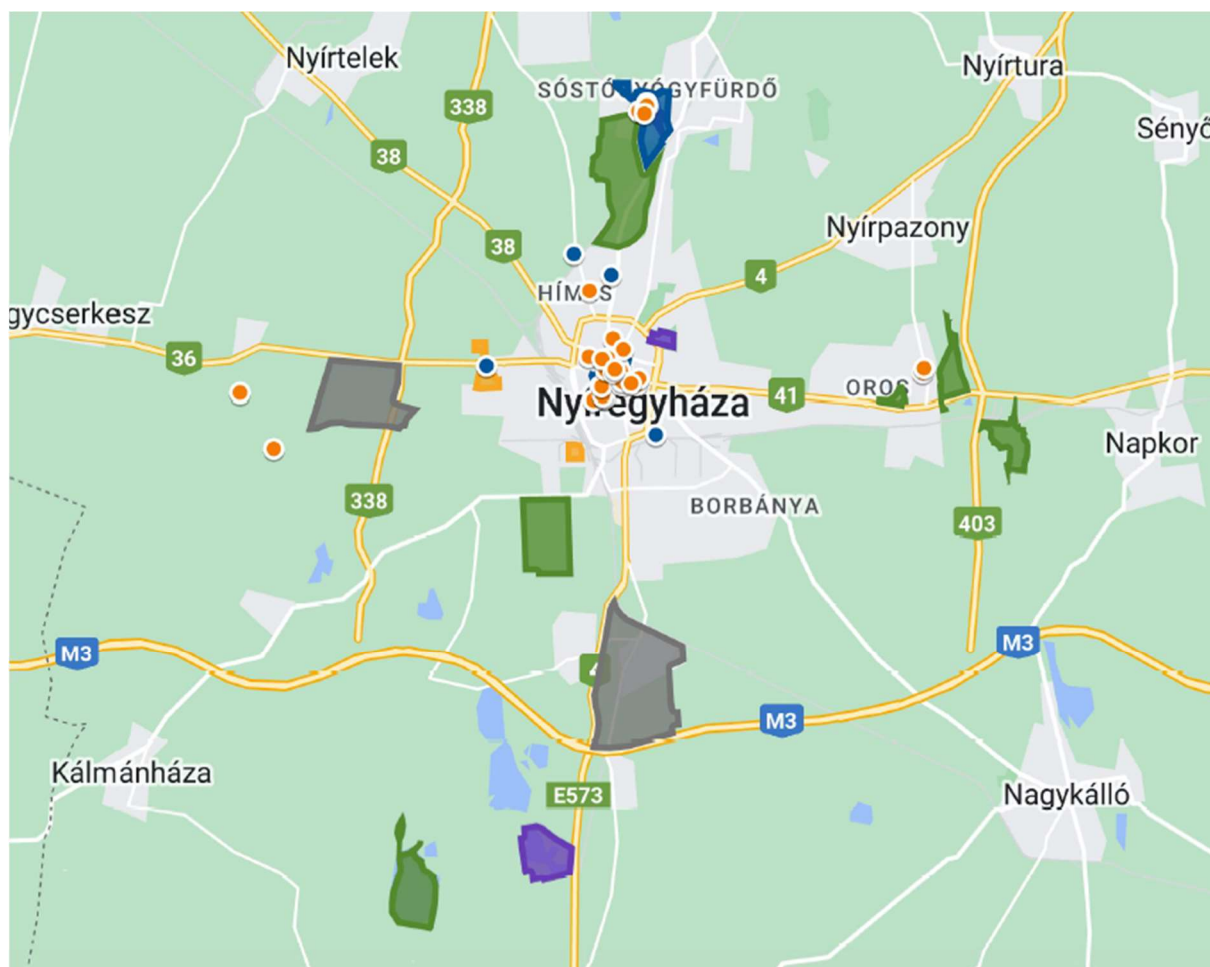 Nyírtelek
Nyírtura
SÓSTÓGYÓGYFÜRDŐ
338
Sényő
38
Nyírpazony
38
4
HÍMES
gycserkesz
36
OROS
41
Nyíregyháza
Napkor
338
BORBÁNYA
403
M3
M3
4
M3
Kálmánháza
E573
Nagykálló